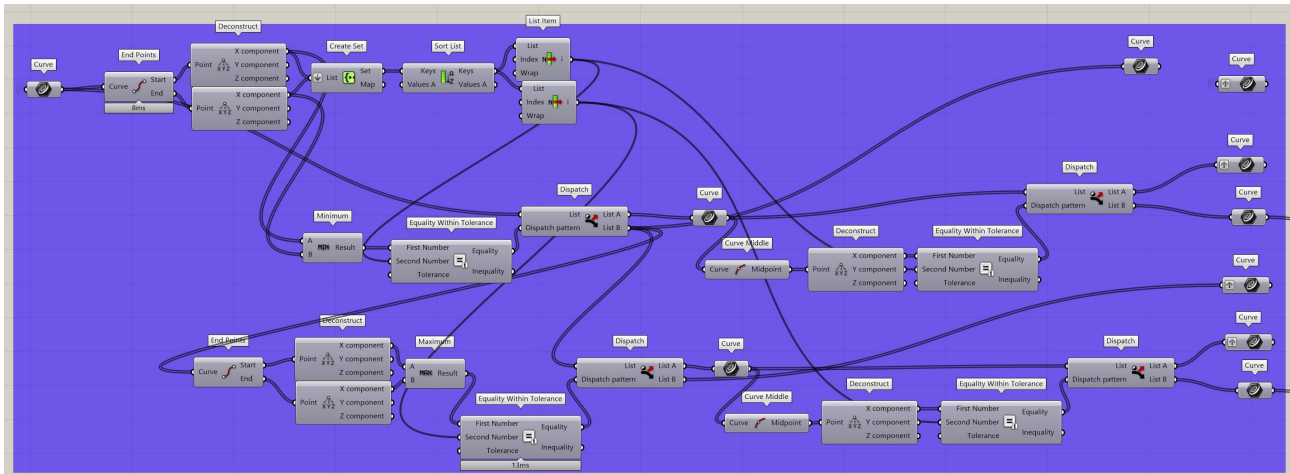 Curve
End Points
Curve
Start
End
8ms
Deconstruct
Point
X component
Y component
Z component
Point
X component
Y component
Z component
Create Set
List
Set
Map
Sort List
Keys
Values A
Keys
Values A
List Item
List
Index
Wrap
N
i
List
Index
Wrap
N
i
Curve
Curve
Minimum
A
B
MIN
Result
Equality Within Tolerance
First Number
Second Number
Tolerance
Equality
Inequality
Dispatch
List
Dispatch pattern
List A
List B
Curve
Curve Middle
Curve
Midpoint
Deconstruct
Point
X component
Y component
Z component
Equality Within Tolerance
First Number
Second Number
Tolerance
Equality
Inequality
Dispatch
List
Dispatch pattern
List A
List B
Curve
Curve
Curve
End Points
Curve
Start
End
Deconstruct
Point
X component
Y component
Z component
Point
X component
Y component
Z component
Maximum
A
B
MAX
Result
Equality Within Tolerance
First Number
Second Number
Tolerance
Equality
Inequality
13ms
Dispatch
List
Dispatch pattern
List A
List B
Curve
Curve Middle
Curve
Midpoint
Deconstruct
Point
X component
Y component
Z component
Equality Within Tolerance
First Number
Second Number
Tolerance
Equality
Inequality
Dispatch
List
Dispatch pattern
List A
List B
Curve
Curve